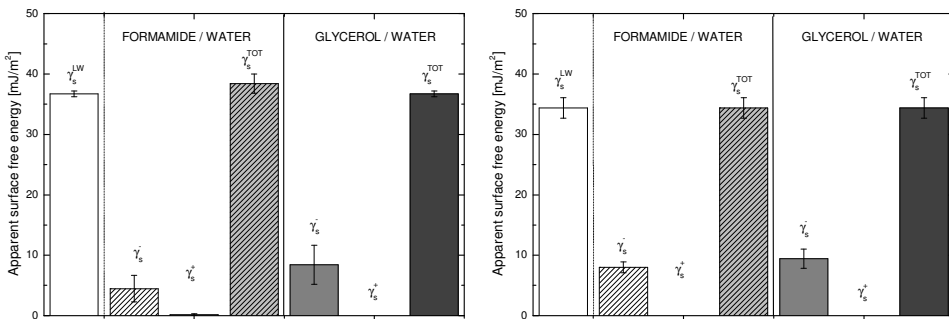 Apparent surface free energy [mJ/m²]
50
40
30
20
10
0
FORMAMIDE / WATER
GLYCEROL / WATER
γₛᴸᵂ
γₛ⁻
γₛ⁺
γₛᵀᴼᵀ
γₛ⁻
γₛ⁺
γₛᵀᴼᵀ
Apparent surface free energy [mJ/m²]
50
40
30
20
10
0
FORMAMIDE / WATER
GLYCEROL / WATER
γₛᴸᵂ
γₛ⁻
γₛ⁺
γₛᵀᴼᵀ
γₛ⁻
γₛ⁺
γₛᵀᴼᵀ